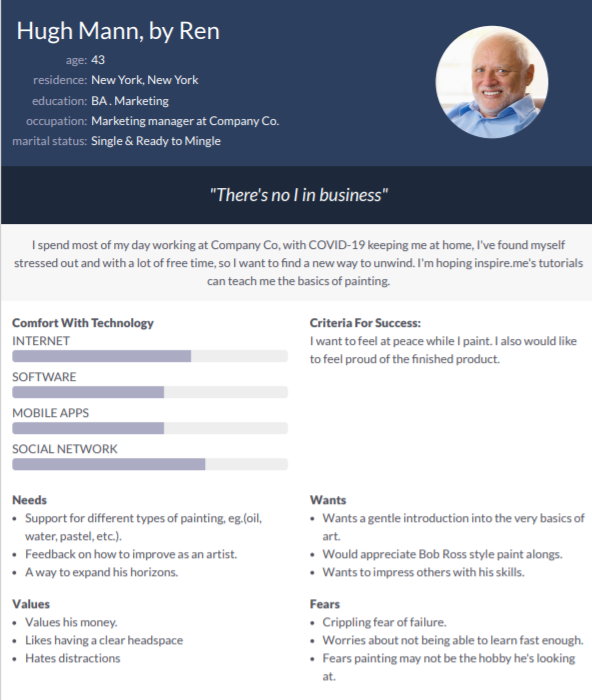 Hugh Mann, by Ren
age: 43
residence: New York, New York
education: BA . Marketing
occupation: Marketing manager at Company Co.
marital status: Single & Ready to Mingle
"There's no I in business"
I spend most of my day working at Company Co, with COVID-19 keeping me at home, I've found myself
stressed out and with a lot of free time, so I want to find a new way to unwind. I'm hoping inspire.me's tutorials
can teach me the basics of painting.
Comfort With Technology
INTERNET
SOFTWARE
MOBILE APPS
SOCIAL NETWORK
Criteria For Success:
I want to feel at peace while I paint. I also would like
to feel proud of the finished product.
Needs
• Support for different types of painting, eg.(oil,
water, pastel, etc.).
• Feedback on how to improve as an artist.
• A way to expand his horizons.
Wants
• Wants a gentle introduction into the very basics of
art.
• Would appreciate Bob Ross style paint alongs.
• Wants to impress others with his skills.
Values
• Values his money.
• Likes having a clear headspace
• Hates distractions
Fears
• Crippling fear of failure.
• Worries about not being able to learn fast enough.
• Fears painting may not be the hobby he's looking
at.